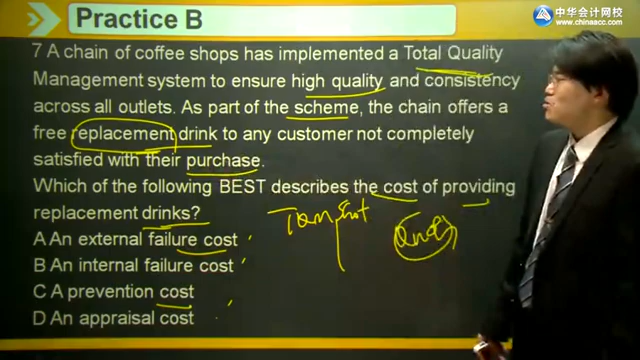 Practice B
中华会计网校
www.chinaacc.com
7 A chain of coffee shops has implemented a Total Quality
Management system to ensure high quality and consistency
across all outlets. As part of the scheme, the chain offers a
free replacement drink to any customer not completely
satisfied with their purchase.
Which of the following BEST describes the cost of providing
replacement drinks?
A An external failure cost
B An internal failure cost
C A prevention cost
D An appraisal cost